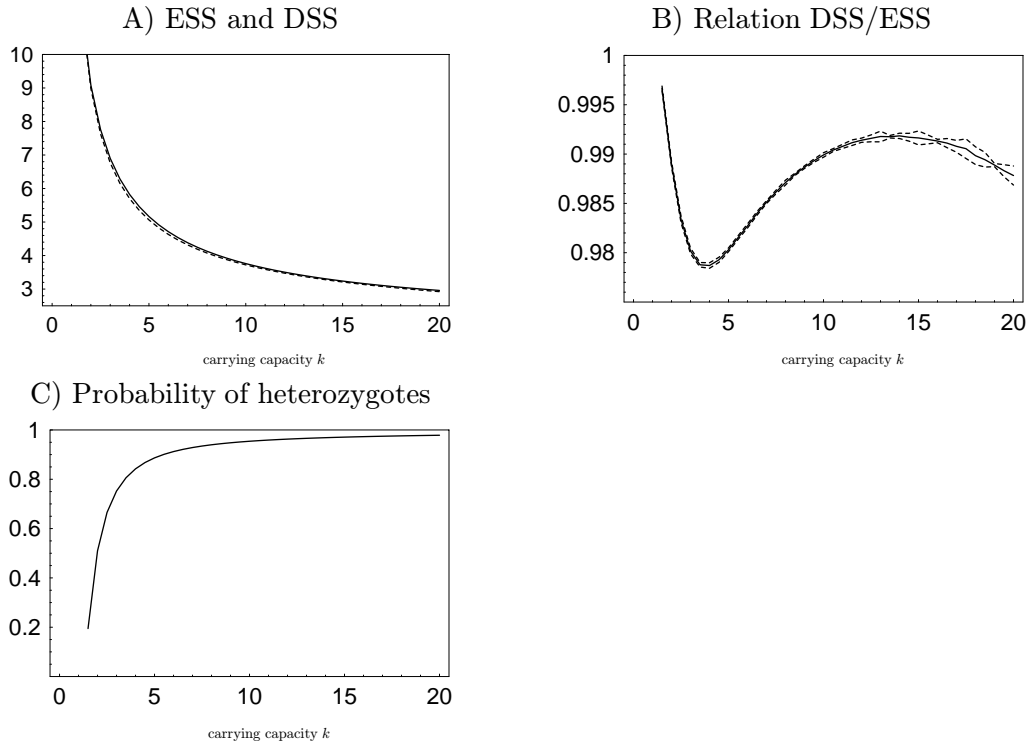 A) ESS and DSS
10
9
8
7
6
5
4
3
0 5 10 15 20
carrying capacity k
B) Relation DSS/ESS
1
0.995
0.99
0.985
0.98
0 5 10 15 20
carrying capacity k
C) Probability of heterozygotes
1
0.8
0.6
0.4
0.2
0 5 10 15 20
carrying capacity k